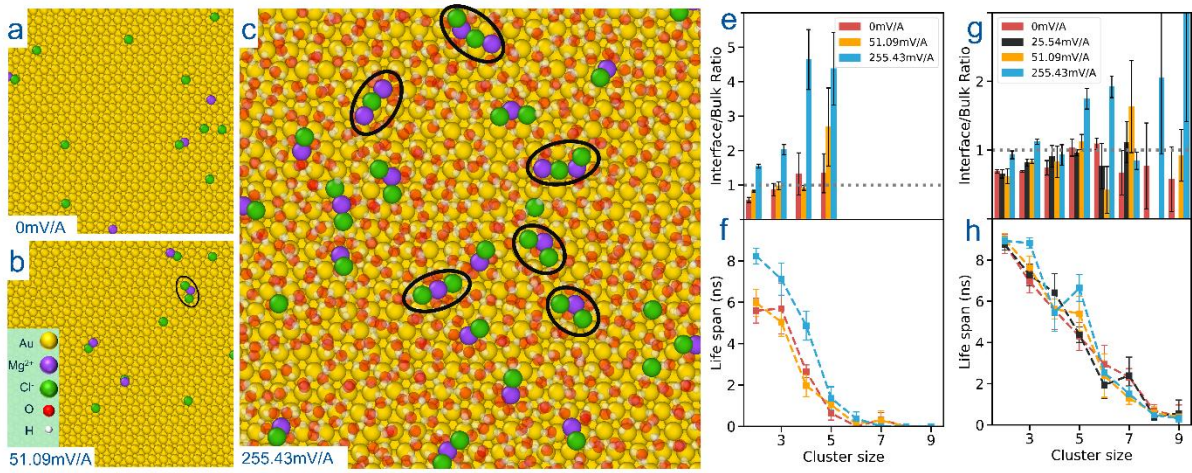 a
0mV/A
b
Au
Mg²⁺
Cl⁻
O
H
51.09mV/A
c
255.43mV/A
e
0mV/A
51.09mV/A
255.43mV/A
Interface/Bulk Ratio
5
4
3
2
1
f
Life span (ns)
8
6
4
2
0
3
5
7
9
Cluster size
g
0mV/A
25.54mV/A
51.09mV/A
255.43mV/A
Interface/Bulk Ratio
2
1
h
Life span (ns)
8
6
4
2
0
3
5
7
9
Cluster size